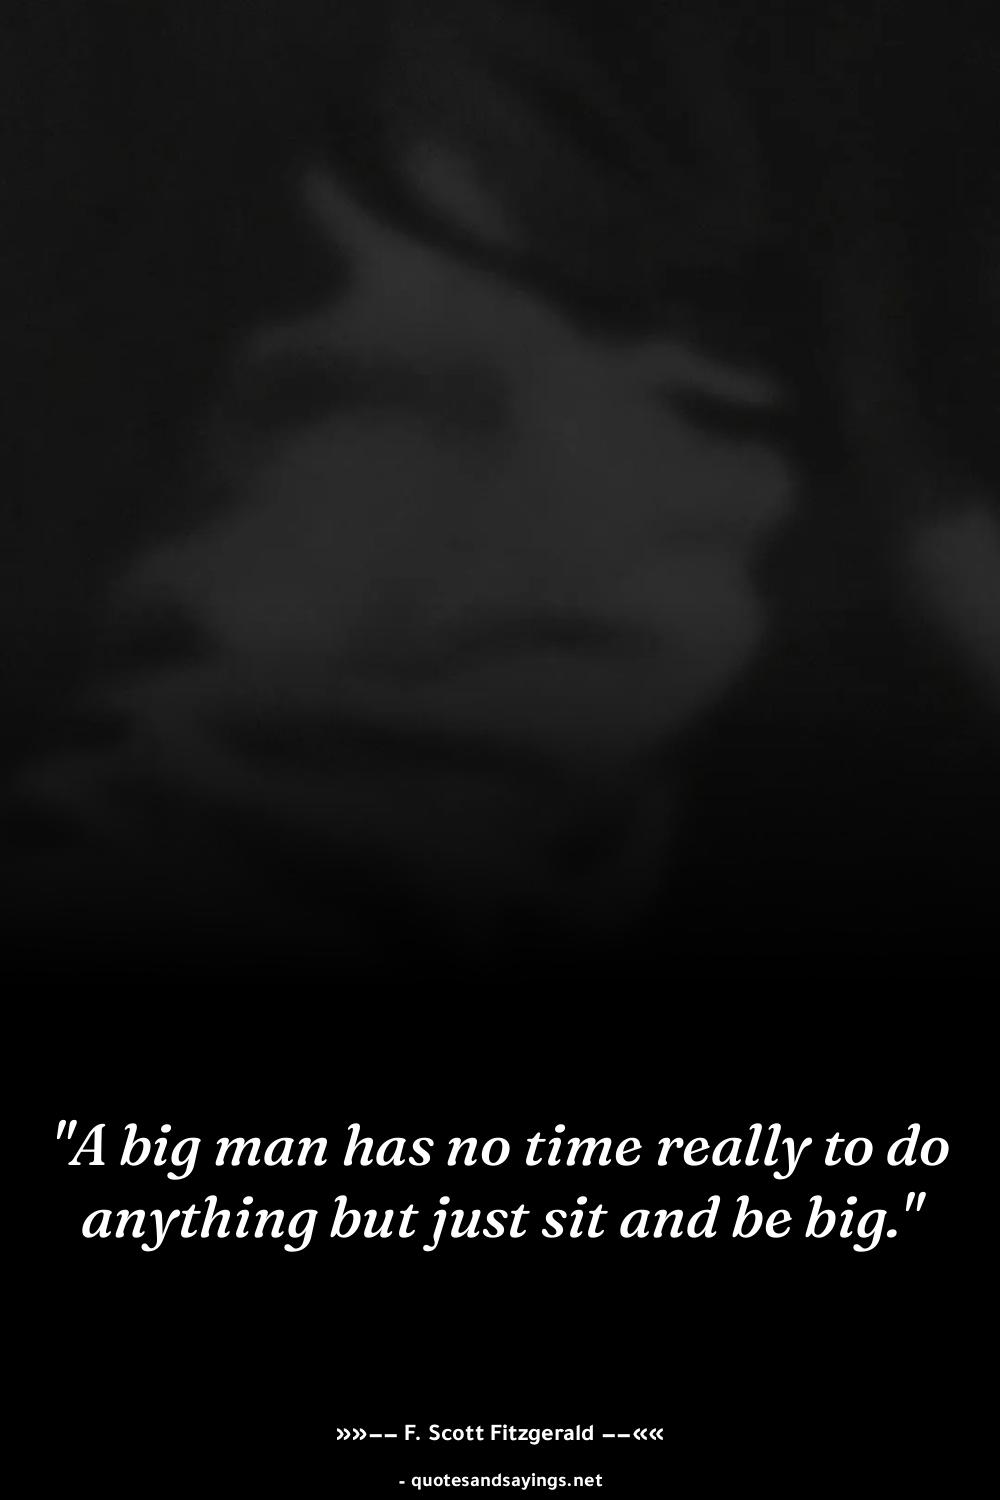 "A big man has no time really to do
anything but just sit and be big."
»»−− F. Scott Fitzgerald −−««
- quotesandsayings.net